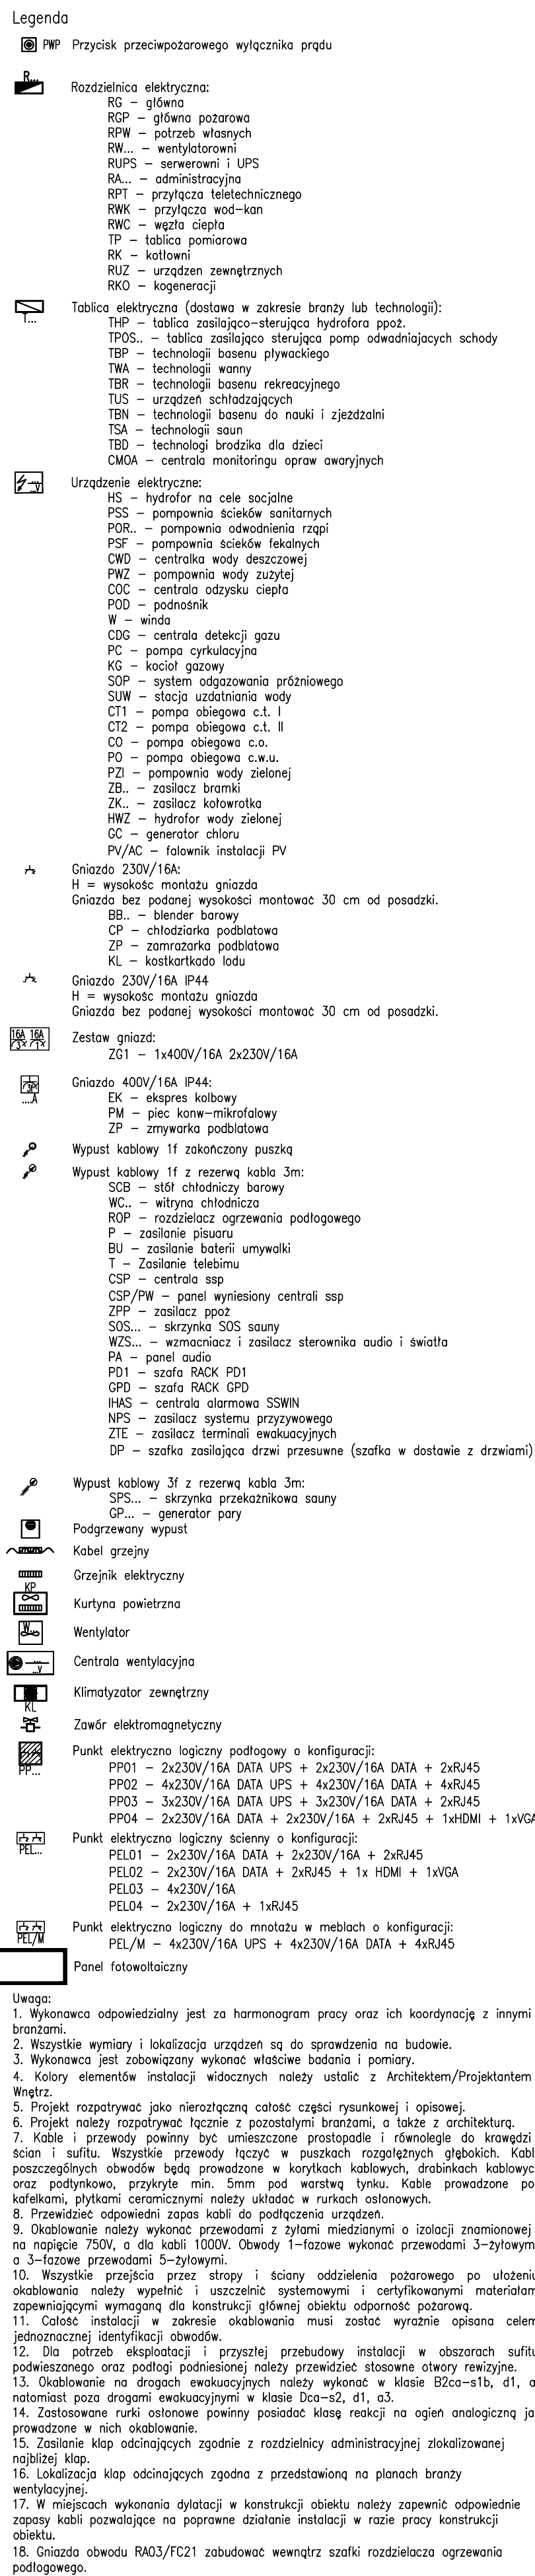 Legenda
PWP Przycisk przeciwpożarowego wyłącznika prądu
R...
Rozdzielnica elektryczna:
RG – główna
RGP – główna pożarowa
RPW – potrzeb własnych
RW... – wentylatorowni
RUPS – serwerowni i UPS
RA... – administracyjna
RPT – przyłącza teletechnicznego
RWK – przyłącza wod–kan
RWC – węzła ciepła
TP – tablica pomiarowa
RK – kotłowni
RUZ – urządzen zewnętrznych
RKO – kogeneracji
Tablica elektryczna (dostawa w zakresie branży lub technologii):
T...
THP – tablica zasilająco–sterująca hydrofora ppoż.
TPOS.. – tablica zasilająco sterująca pomp odwadniajacych schody
TBP – technologii basenu pływackiego
TWA – technologii wanny
TBR – technologii basenu rekreacyjnego
TUS – urządzeń schładzających
TBN – technologii basenu do nauki i zjeżdżalni
TSA – technologii saun
TBD – technologi brodzika dla dzieci
CMOA – centrala monitoringu opraw awaryjnych
...V
Urządzenie elektryczne:
HS – hydrofor na cele socjalne
PSS – pompownia ścieków sanitarnych
POR.. – pompownia odwodnienia rząpi
PSF – pompownia ścieków fekalnych
CWD – centralka wody deszczowej
PWZ – pompownia wody zużytej
COC – centrala odzysku ciepła
POD – podnośnik
W – winda
CDG – centrala detekcji gazu
PC – pompa cyrkulacyjna
KG – kocioł gazowy
SOP – system odgazowania próżniowego
SUW – stacja uzdatniania wody
CT1 – pompa obiegowa c.t. I
CT2 – pompa obiegowa c.t. II
CO – pompa obiegowa c.o.
PO – pompa obiegowa c.w.u.
PZI – pompownia wody zielonej
ZB.. – zasilacz bramki
ZK.. – zasilacz kołowrotka
HWZ – hydrofor wody zielonej
GC – generator chloru
PV/AC – falownik instalacji PV
Gniazdo 230V/16A:
H = wysokośc montażu gniazda
Gniazda bez podanej wysokości montować 30 cm od posadzki.
BB.. – blender barowy
CP – chłodziarka podblatowa
ZP – zamrażarka podblatowa
KL – kostkartkado lodu
Gniazdo 230V/16A IP44
H = wysokośc montażu gniazda
Gniazda bez podanej wysokości montować 30 cm od posadzki.
16A 16A
3x 1x
Zestaw gniazd:
ZG1 – 1x400V/16A 2x230V/16A
....A
Gniazdo 400V/16A IP44:
EK – ekspres kolbowy
PM – piec konw–mikrofalowy
ZP – zmywarka podblatowa
Wypust kablowy 1f zakończony puszką
Wypust kablowy 1f z rezerwą kabla 3m:
SCB – stół chłodniczy barowy
WC.. – witryna chłodnicza
ROP – rozdzielacz ogrzewania podłogowego
P – zasilanie pisuaru
BU – zasilanie baterii umywalki
T – Zasilanie telebimu
CSP – centrala ssp
CSP/PW – panel wyniesiony centrali ssp
ZPP – zasilacz ppoż
SOS... – skrzynka SOS sauny
WZS... – wzmacniacz i zasilacz sterownika audio i światła
PA – panel audio
PD1 – szafa RACK PD1
GPD – szafa RACK GPD
IHAS – centrala alarmowa SSWIN
NPS – zasilacz systemu przyzywowego
ZTE – zasilacz terminali ewakuacyjnych
DP – szafka zasilająca drzwi przesuwne (szafka w dostawie z drzwiami)
Wypust kablowy 3f z rezerwą kabla 3m:
SPS... – skrzynka przekaźnikowa sauny
GP... – generator pary
Podgrzewany wypust
Kabel grzejny
Grzejnik elektryczny
KP
Kurtyna powietrzna
W...
Wentylator
...V
Centrala wentylacyjna
Klimatyzator zewnętrzny
KL
Zawór elektromagnetyczny
Punkt elektryczno logiczny podłogowy o konfiguracji:
PP...
PPO1 – 2x230V/16A DATA UPS + 2x230V/16A DATA + 2xRJ45
PPO2 – 4x230V/16A DATA UPS + 4x230V/16A DATA + 4xRJ45
PPO3 – 3x230V/16A DATA UPS + 3x230V/16A DATA + 2xRJ45
PPO4 – 2x230V/16A DATA + 2x230V/16A + 2xRJ45 + 1xHDMI + 1xVGA
Punkt elektryczno logiczny ścienny o konfiguracji:
PEL...
PELO1 – 2x230V/16A DATA + 2x230V/16A + 2xRJ45
PELO2 – 2x230V/16A DATA + 2xRJ45 + 1x HDMI + 1xVGA
PELO3 – 4x230V/16A
PELO4 – 2x230V/16A + 1xRJ45
Punkt elektryczno logiczny do mnotażu w meblach o konfiguracji:
PEL/M
PEL/M – 4x230V/16A UPS + 4x230V/16A DATA + 4xRJ45
Panel fotowoltaiczny
Uwaga:
1. Wykonawca odpowiedzialny jest za harmonogram pracy oraz ich koordynację z innymi
branżami.
2. Wszystkie wymiary i lokalizacja urządzeń są do sprawdzenia na budowie.
3. Wykonawca jest zobowiązany wykonać właściwe badania i pomiary.
4. Kolory elementów instalacji widocznych należy ustalić z Architektem/Projektantem
Wnętrz.
5. Projekt rozpatrywać jako nierozłączną całość części rysunkowej i opisowej.
6. Projekt należy rozpatrywać łącznie z pozostałymi branżami, a także z architekturą.
7. Kable i przewody powinny być umieszczone prostopadle i równolegle do krawędzi
ścian i sufitu. Wszystkie przewody łączyć w puszkach rozgałęźnych głębokich. Kabl
poszczególnych obwodów będą prowadzone w korytkach kablowych, drabinkach kablowyc
oraz podtynkowo, przykryte min. 5mm pod warstwą tynku. Kable prowadzone po
kafelkami, płytkami ceramicznymi należy układać w rurkach osłonowych.
8. Przewidzieć odpowiedni zapas kabli do podłączenia urządzeń.
9. Okablowanie należy wykonać przewodami z żyłami miedzianymi o izolacji znamionowej
na napięcie 750V, a dla kabli 1000V. Obwody 1–fazowe wykonać przewodami 3–żyłowym
a 3–fazowe przewodami 5–żyłowymi.
10. Wszystkie przejścia przez stropy i ściany oddzielenia pożarowego po ułożeniu
okablowania należy wypełnić i uszczelnić systemowymi i certyfikowanymi materiałam
zapewniającymi wymaganą dla konstrukcji głównej obiektu odporność pożarową.
11. Całość instalacji w zakresie okablowania musi zostać wyraźnie opisana celem
jednoznacznej identyfikacji obwodów.
12. Dla potrzeb eksploatacji i przyszłej przebudowy instalacji w obszarach sufitu
podwieszanego oraz podłogi podniesionej należy przewidzieć stosowne otwory rewizyjne.
13. Okablowanie na drogach ewakuacyjnych należy wykonać w klasie B2ca–s1b, d1, a
natomiast poza drogami ewakuacyjnymi w klasie Dca–s2, d1, a3.
14. Zastosowane rurki osłonowe powinny posiadać klasę reakcji na ogień analogiczną ja
prowadzone w nich okablowanie.
15. Zasilanie klap odcinających zgodnie z rozdzielnicy administracyjnej zlokalizowanej
najbliżej klap.
16. Lokalizacja klap odcinających zgodna z przedstawioną na planach branży
wentylacyjnej.
17. W miejscach wykonania dylatacji w konstrukcji obiektu należy zapewnić odpowiednie
zapasy kabli pozwalające na poprawne działanie instalacji w razie pracy konstrukcji
obiektu.
18. Gniazda obwodu RA03/FC21 zabudować wewnątrz szafki rozdzielacza ogrzewania
podłogowego.